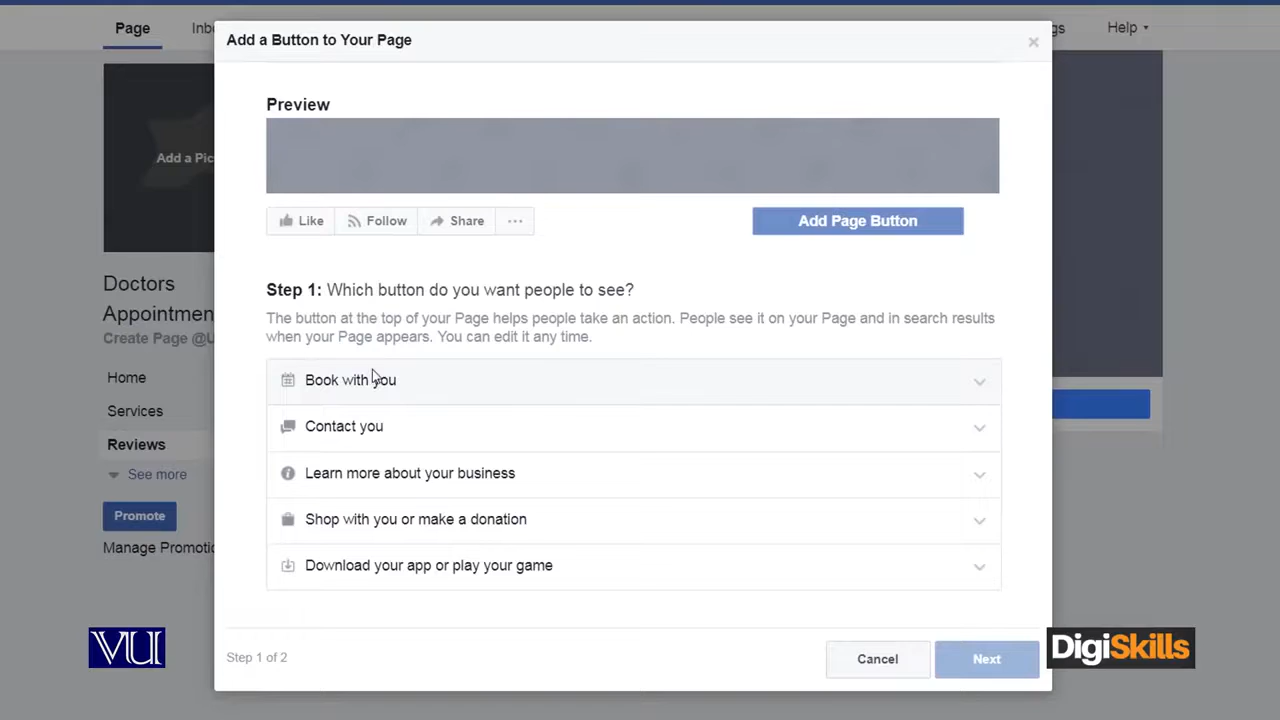 Page
Help
Add a Button to Your Page
Preview
Add a Pic
Like
Follow
Share
Add Page Button
Doctors
Step 1: Which button do you want people to see?
The button at the top of your Page helps people take an action. People see it on your Page and in search results
when your Page appears. You can edit it any time.
Create Page @U
Home
Services
Reviews
See more
Promote
Book with you
Contact you
Learn more about your business
Shop with you or make a donation
Download your app or play your game
Step 1 of 2
Cancel
Next
VU
DigiSkills